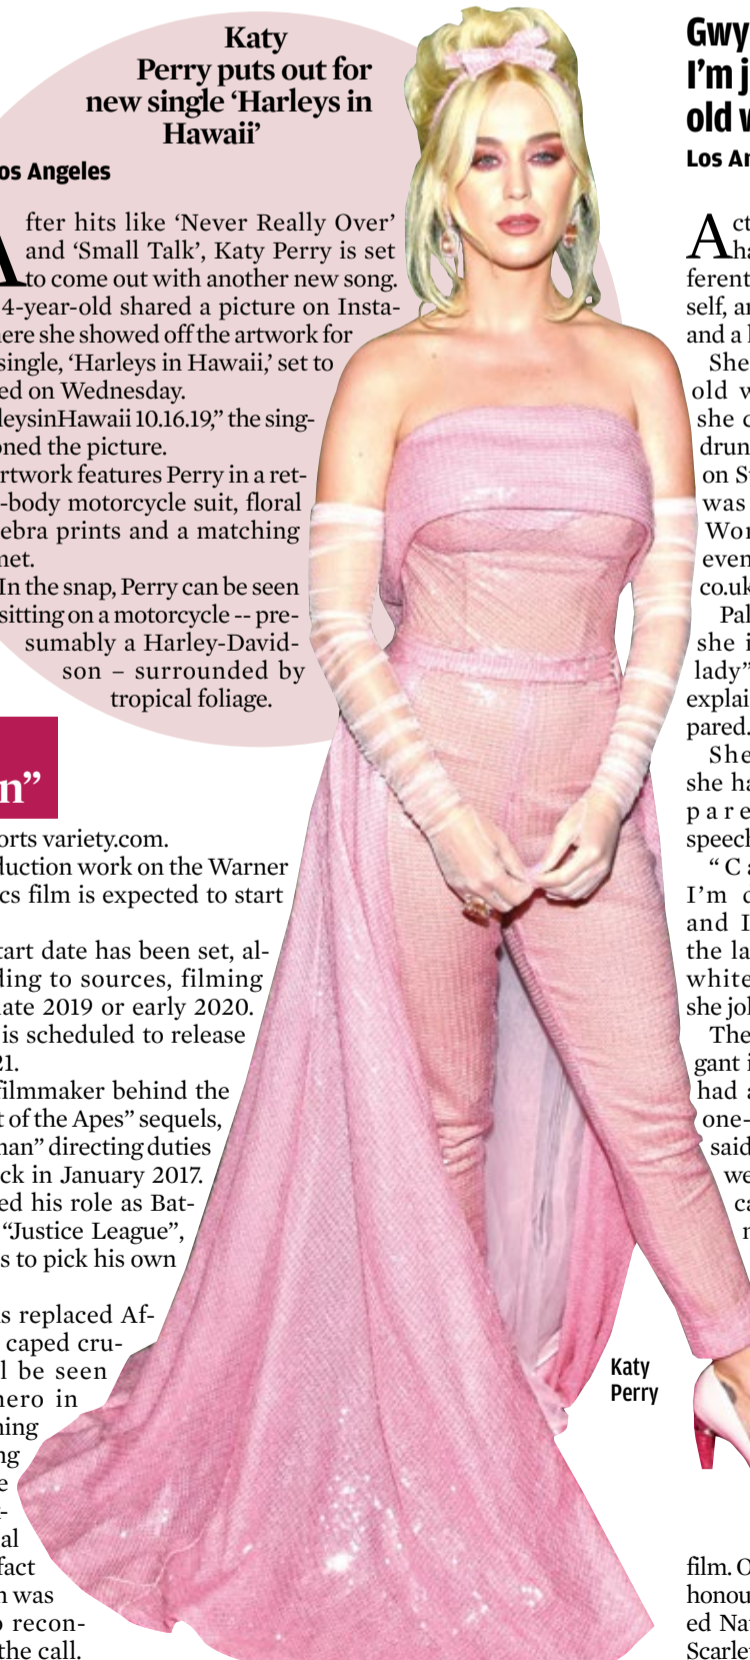 Katy
Perry puts out for
new single ‘Harleys in
Hawaii’
os Angeles
After hits like ‘Never Really Over’
and ‘Small Talk’, Katy Perry is set
to come out with another new song.
4-year-old shared a picture on Insta-
here she showed off the artwork for
single, ‘Harleys in Hawaii,’ set to
ed on Wednesday.
leysinHawaii 10.16.19,” the sing-
oned the picture.
rtwork features Perry in a ret-
-body motorcycle suit, floral
ebra prints and a matching
net.
In the snap, Perry can be seen
sitting on a motorcycle -- pre-
sumably a Harley-David-
son – surrounded by
tropical foliage.
n”
orts variety.com.
duction work on the Warner
cs film is expected to start
tart date has been set, al-
ding to sources, filming
late 2019 or early 2020.
is scheduled to release
21.
filmmaker behind the
t of the Apes” sequels,
nan” directing duties
ck in January 2017.
ed his role as Bat-
“Justice League”,
s to pick his own
s replaced Af-
caped cru-
l be seen
hero in
ning
ng
e
-
al
fact
n was
o recon-
the call.
Katy
Perry
Gwy
I’m j
old w
Los An
Act
ha
ferent
self, an
and a l
She
old w
she c
drun
on S
was
Wor
even
co.uk
Pal
she i
lady”
explai
pared.
She
she ha
pare
speech
“Ca
I’m c
and I
the la
white
she jol
The
gant i
had a
one-
said
we
ca
n
film. O
honou
ed Na
Scarle